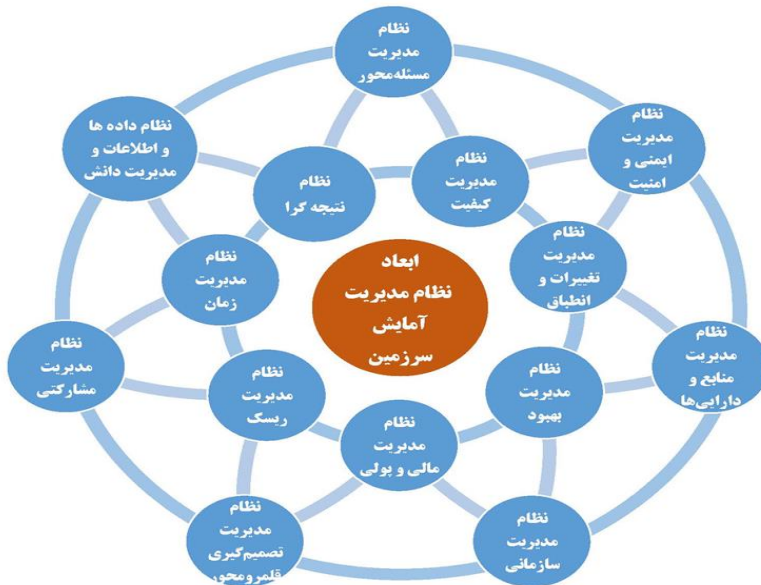 نظام
مدیریت
مسئله‌محور
نظام
مدیریت
ایمنی و
امنیت
نظام داده ها
و اطلاعات و
مدیریت دانش
نظام
مدیریت
کیفیت
نظام
نتیجه گرا
نظام
مدیریت
تغییرات و
انطباق
نظام
مدیریت
زمان
ابعاد
نظام مدیریت
آمایش
سرزمین
نظام
مدیریت
منابع و
دارایی‌ها
نظام
مدیریت
مشارکتی
نظام
مدیریت
بهبود
نظام
مدیریت
ریسک
نظام
مدیریت
مالی و پولی
نظام
مدیریت
سازمانی
نظام
مدیریت
تصمیم‌گیری
قلمرومحور